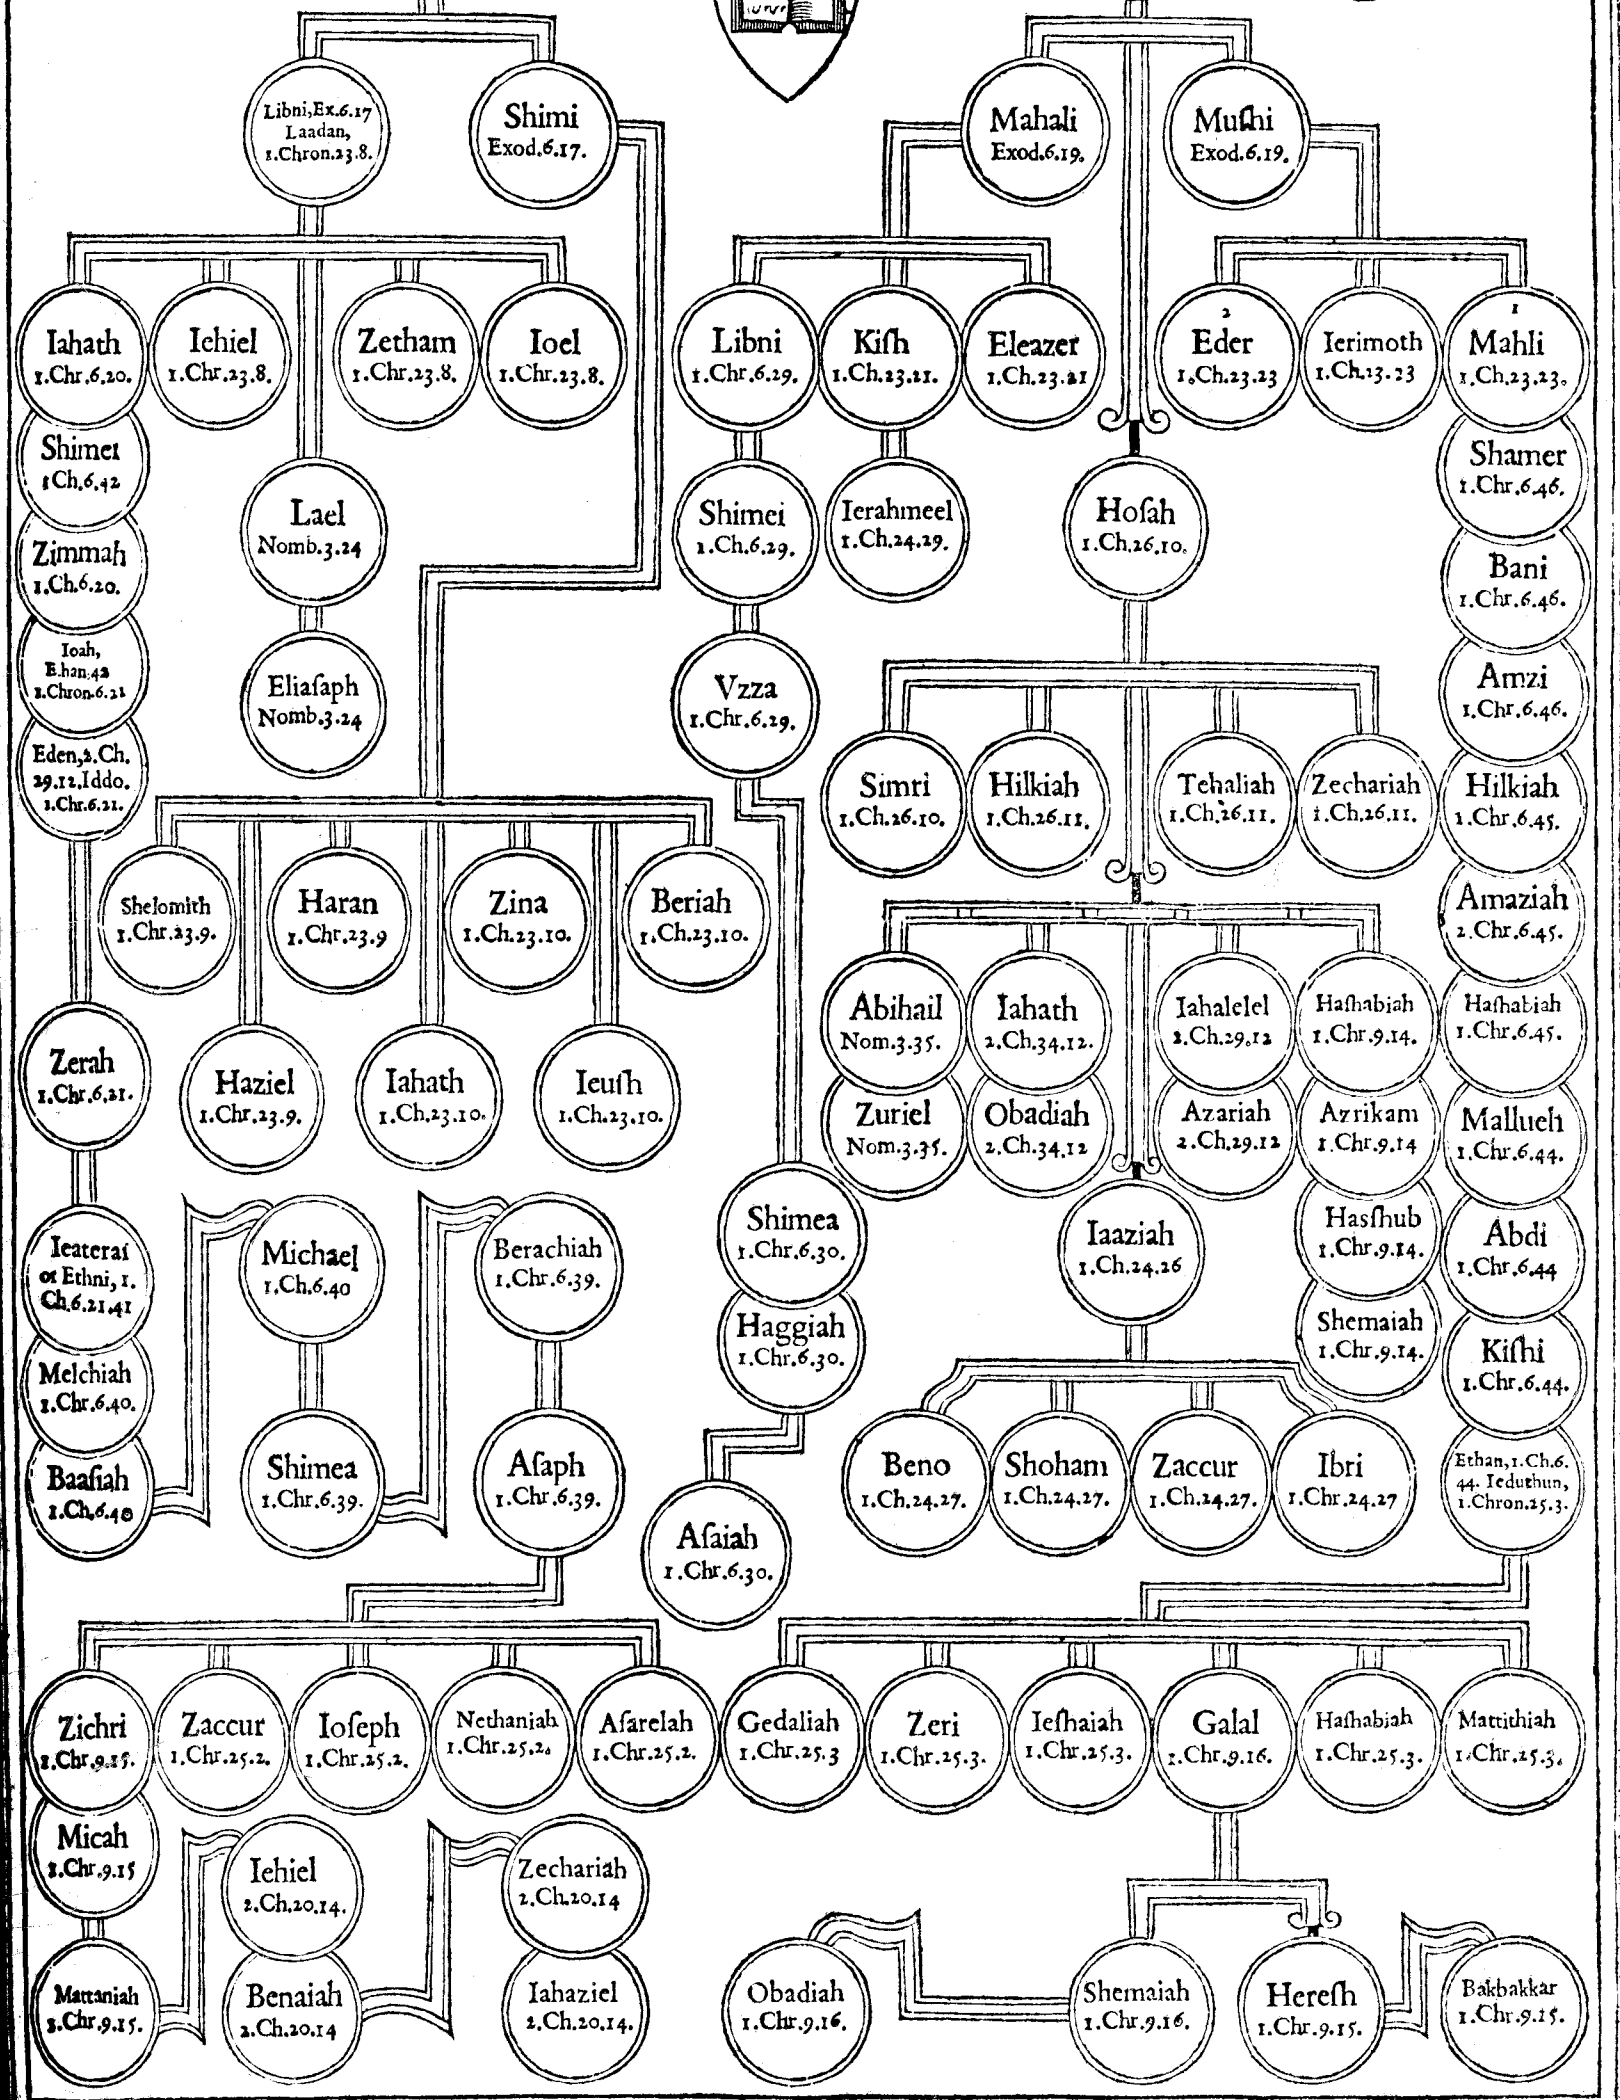 Libni,Ex.6.17
Laadan,
1.Chron.23.8.
Shimi
Exod.6.17.
Mahali
Exod.6.19.
Muſhi
Exod.6.19.
Iahath
1.Chr.6.20.
Iehiel
1.Chr.23.8.
Zetham
1.Chr.23.8.
Ioel
1.Chr.23.8.
Libni
1.Chr.6.29.
Kiſh
1.Ch.23.21.
Eleazer
1.Ch.23.21
2
Eder
1.Ch.23.23
Ierimoth
1.Ch.23.23
1
Mahli
1.Ch.23.23.
Shimei
1Ch.6.42
Zimmah
1.Ch.6.20.
Ioah,
E.han.42
1.Chron.6.21
Eden,2.Ch.
29.12.Iddo.
1.Chr.6.21.
Lael
Nomb.3.24
Eliaſaph
Nomb.3.24
Shimei
1.Ch.6.29.
Ierahmeel
1.Ch.24.29.
Hoſah
1.Ch.26.10.
Shamer
1.Chr.6.46.
Bani
1.Chr.6.46.
Amzi
1.Chr.6.46.
Vzza
1.Chr.6.29.
Simri
1.Ch.26.10.
Hilkiah
1.Ch.26.11.
Tehaliah
1.Ch.26.11.
Zechariah
1.Ch.26.11.
Hilkiah
1.Chr.6.45.
Amaziah
2.Chr.6.45.
Shelomith
1.Chr.23.9.
Haran
1.Chr.23.9
Zina
1.Ch.23.10.
Beriah
1.Ch.23.10.
Zerah
1.Chr.6.21.
Haziel
1.Chr.23.9.
Iahath
1.Ch.23.10.
Ieuſh
1.Ch.23.10.
Abihail
Nom.3.35.
Iahath
2.Ch.34.12.
Iahalelel
2.Ch.29.12
Haſhabiah
1.Chr.9.14.
Haſhabiah
1.Chr.6.45.
Zuriel
Nom.3.35.
Obadiah
2.Ch.34.12
Azariah
2.Ch.29.12
Azrikam
1.Chr.9.14
Mallueh
1.Chr.6.44.
Ieaterai
or Ethni, 1.
Ch.6.21.41
Michael
1.Ch.6.40
Berachiah
1.Chr.6.39.
Shimea
1.Chr.6.30.
Iaaziah
1.Ch.24.26
Hasſhub
1.Chr.9.14.
Abdi
1.Chr.6.44
Melchiah
1.Chr.6.40.
Haggiah
1.Chr.6.30.
Shemaiah
1.Chr.9.14.
Kiſhi
1.Chr.6.44.
Baaſiah
1.Ch.6.40
Shimea
1.Chr.6.39.
Aſaph
1.Chr.6.39.
Aſaiah
1.Chr.6.30.
Beno
1.Ch.24.27.
Shoham
1.Ch.24.27.
Zaccur
1.Ch.24.27.
Ibri
1.Chr.24.27
Ethan,1.Ch.6.
44. Ieduthun,
1.Chron.25.3.
Zichri
1.Chr.9.15.
Zaccur
1.Chr.25.2.
Ioſeph
1.Chr.25.2.
Nethaniah
1.Chr.25.2.
Aſarelah
1.Chr.25.2.
Gedaliah
1.Chr.25.3
Zeri
1.Chr.25.3.
Ieſhaiah
1.Chr.25.3.
Galal
1.Chr.9.16.
Haſhabiah
1.Chr.25.3.
Mattithiah
1.Chr.25.3.
Micah
1.Chr.9.15
Iehiel
2.Ch.20.14.
Zechariah
2.Ch.20.14
Mattaniah
1.Chr.9.15.
Benaiah
2.Ch.20.14
Iahaziel
2.Ch.20.14.
Obadiah
1.Chr.9.16.
Shemaiah
1.Chr.9.16.
Hereſh
1.Chr.9.15.
Bakbakkar
1.Chr.9.15.